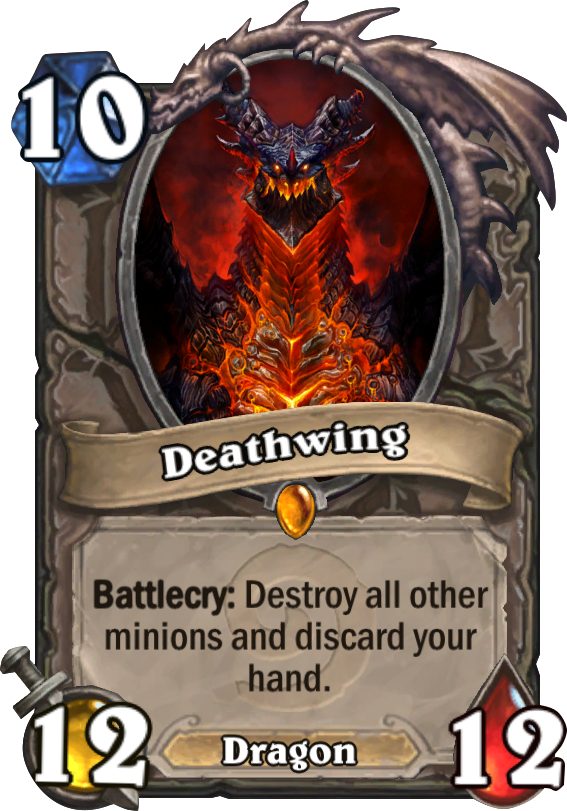 10
Deathwing
Battlecry: Destroy all other
minions and discard your
hand.
12
Dragon
12